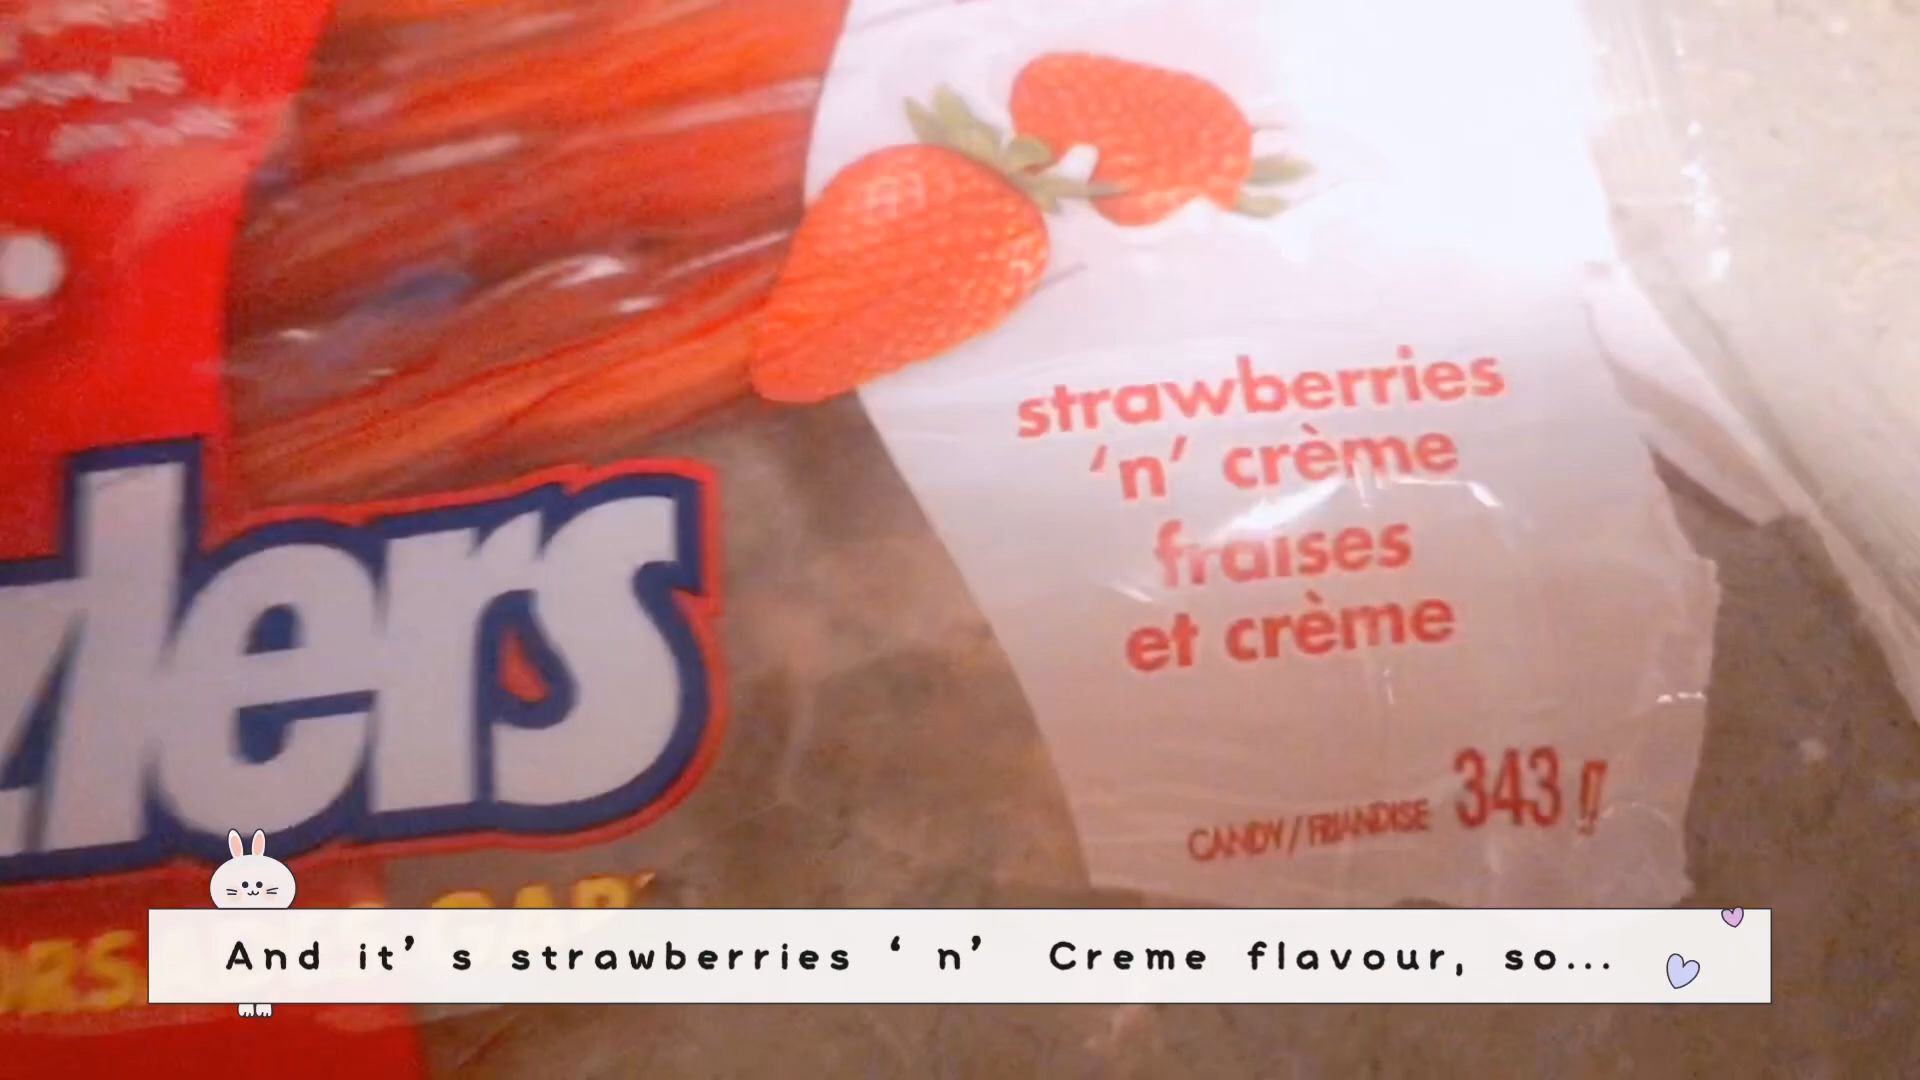 strawberries
‘n’ crème
fraises
et crème
zlers
CANDY/FRIANDISE 343 g
And it’s strawberries ‘n’ Creme flavour, so...